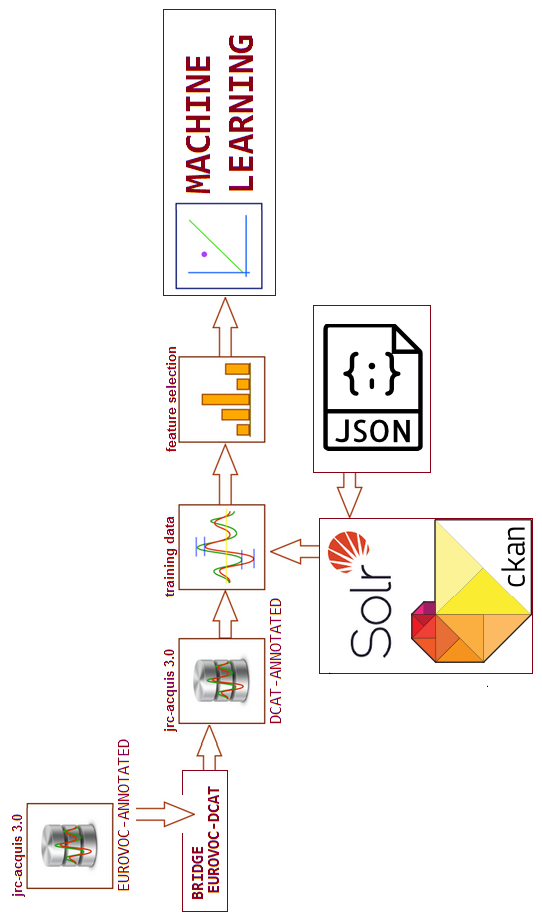 MACHINE
LEARNING
feature selection
{;}
JSON
training data
Solr
ckan
jrc-acquis 3.0
DCAT-ANNOTATED
jrc-acquis 3.0
EUROVOC-ANNOTATED
BRIDGE
EUROVOC-DCAT